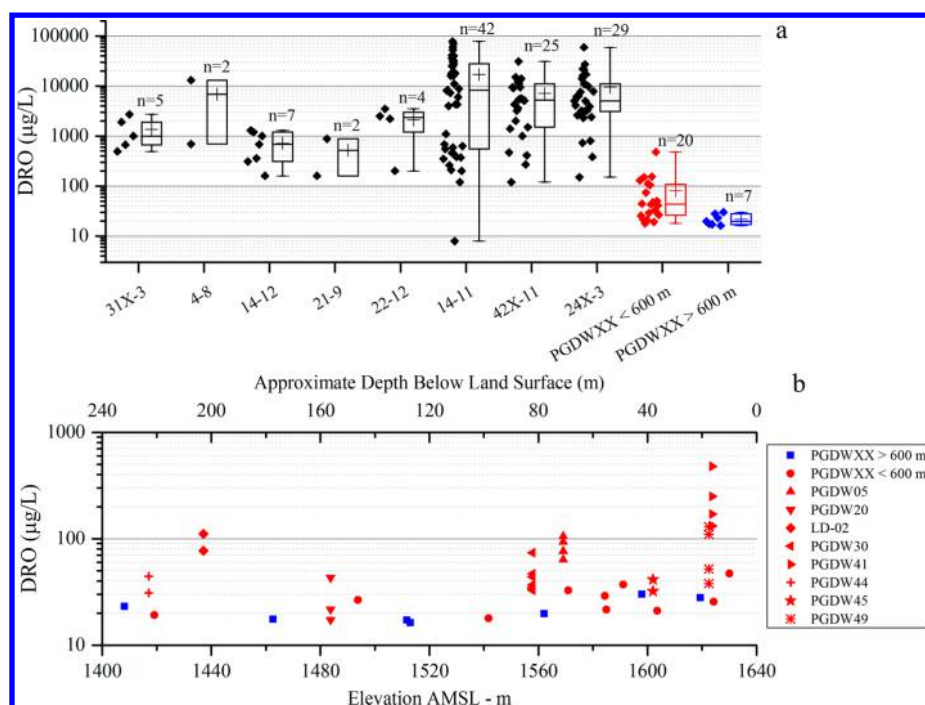 a
100000
10000
1000
100
10
DRO (µg/L)
n=5
n=2
n=7
n=2
n=4
n=42
n=25
n=29
n=20
n=7
31X-3
4-8
14-12
21-9
22-12
14-11
42X-11
24X-3
PGDWXX < 600 m
PGDWXX > 600 m
b
Approximate Depth Below Land Surface (m)
240 200 160 120 80 40 0
1000
100
10
DRO (µg/L)
1400 1440 1480 1520 1560 1600 1640
Elevation AMSL - m
PGDWXX > 600 m
PGDWXX < 600 m
PGDW05
PGDW20
LD-02
PGDW30
PGDW41
PGDW44
PGDW45
PGDW49